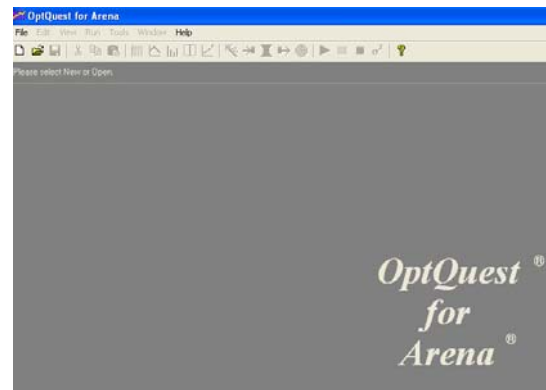 OptQuest for Arena
File Edit View Run Tools Window Help
Please select New or Open.
OptQuest ®
for
Arena ®